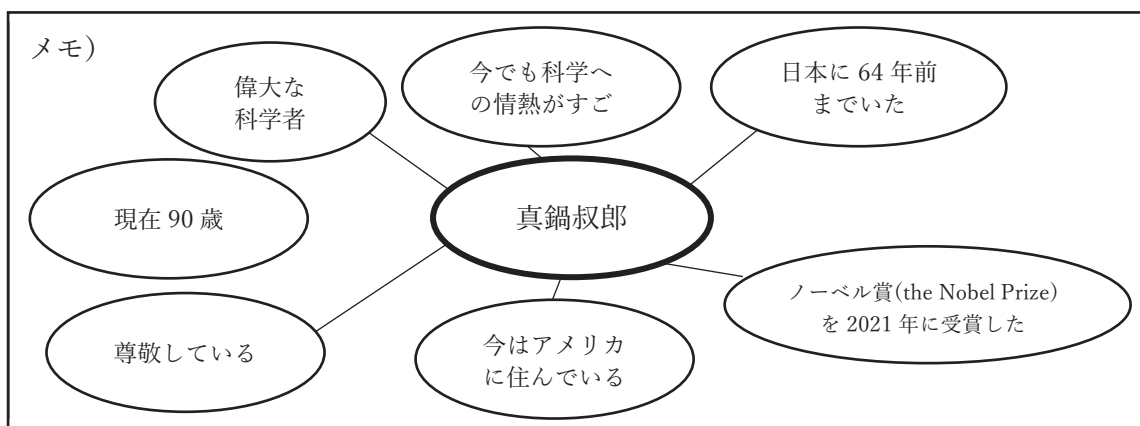 メモ）
偉大な
科学者
今でも科学へ
の情熱がすご
日本に 64 年前
までいた
現在 90 歳
真鍋叔郎
尊敬している
今はアメリカ
に住んでいる
ノーベル賞(the Nobel Prize)
を 2021 年に受賞した